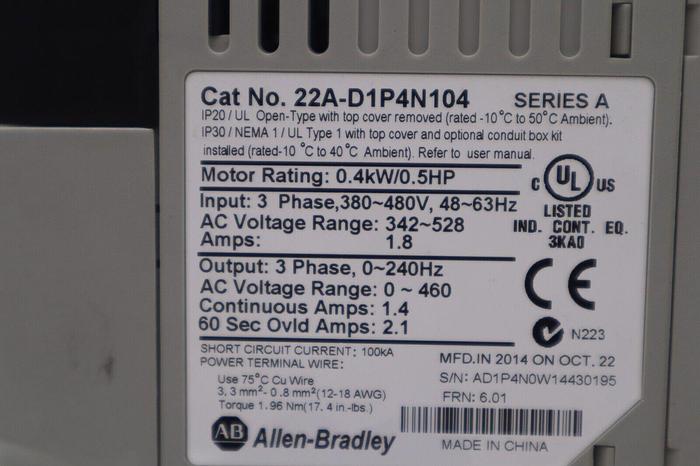 Cat No. 22A-D1P4N104 SERIES A
IP20 / UL Open-Type with top cover removed (rated -10°C to 50°C Ambient).
IP30 / NEMA 1 / UL Type 1 with top cover and optional conduit box kit
installed (rated-10 °C to 40°C Ambient). Refer to user manual.
Motor Rating: 0.4kW/0.5HP
C UL US
LISTED
IND. CONT. EQ.
3KA0
Input: 3 Phase,380~480V, 48~63Hz
AC Voltage Range: 342~528
Amps: 1.8
Output: 3 Phase, 0~240Hz
AC Voltage Range: 0 ~ 460
Continuous Amps: 1.4
60 Sec Ovld Amps: 2.1
CE
N223
SHORT CIRCUIT CURRENT: 100kA
POWER TERMINAL WIRE:
Use 75°C Cu Wire
3, 3 mm²- 0..8 mm² (12-18 AWG)
Torque 1. 96 Nm(17. 4 in.-lbs.)
MFD.IN 2014 ON OCT. 22
S/N: AD1P4N0W14430195
FRN: 6.01
AB Allen-Bradley
MADE IN CHINA